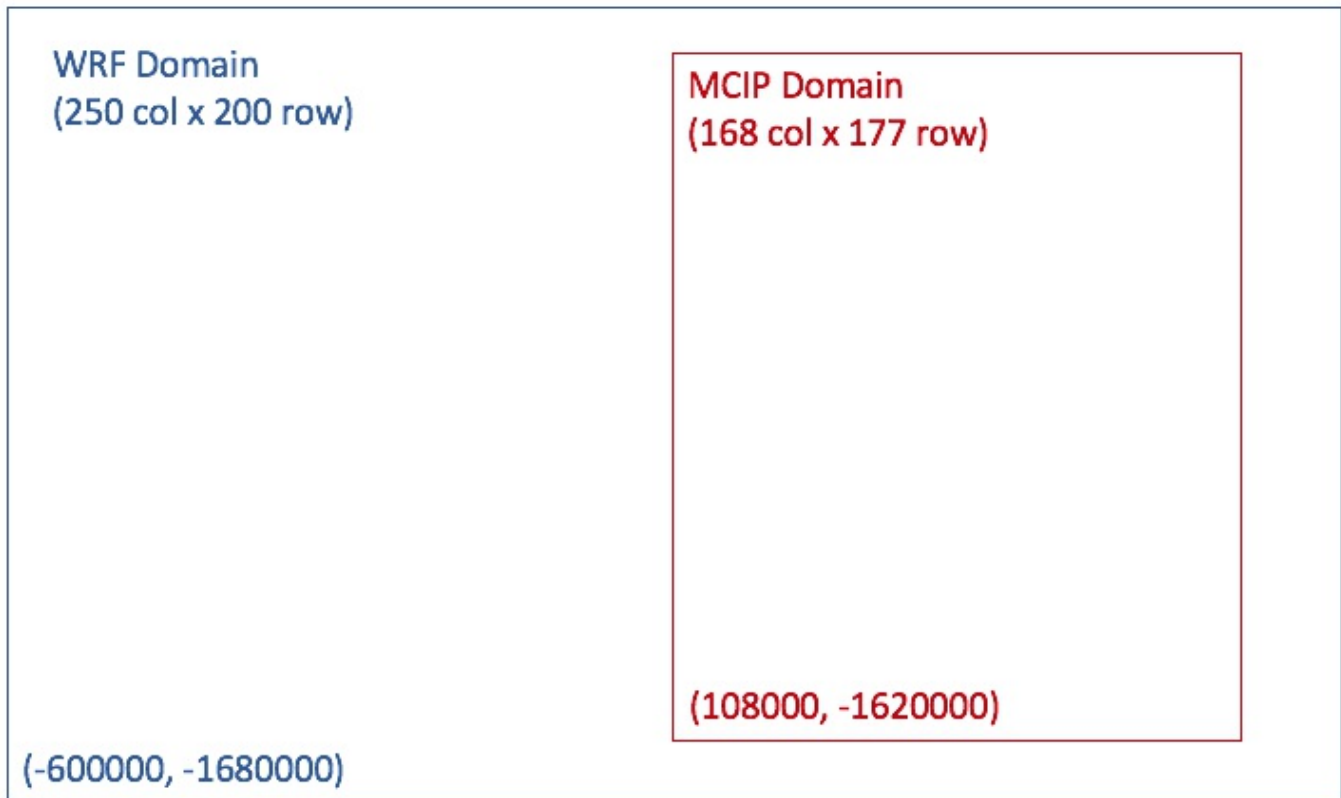 WRF Domain
(250 col x 200 row)
MCIP Domain
(168 col x 177 row)
(108000, -1620000)
(-600000, -1680000)